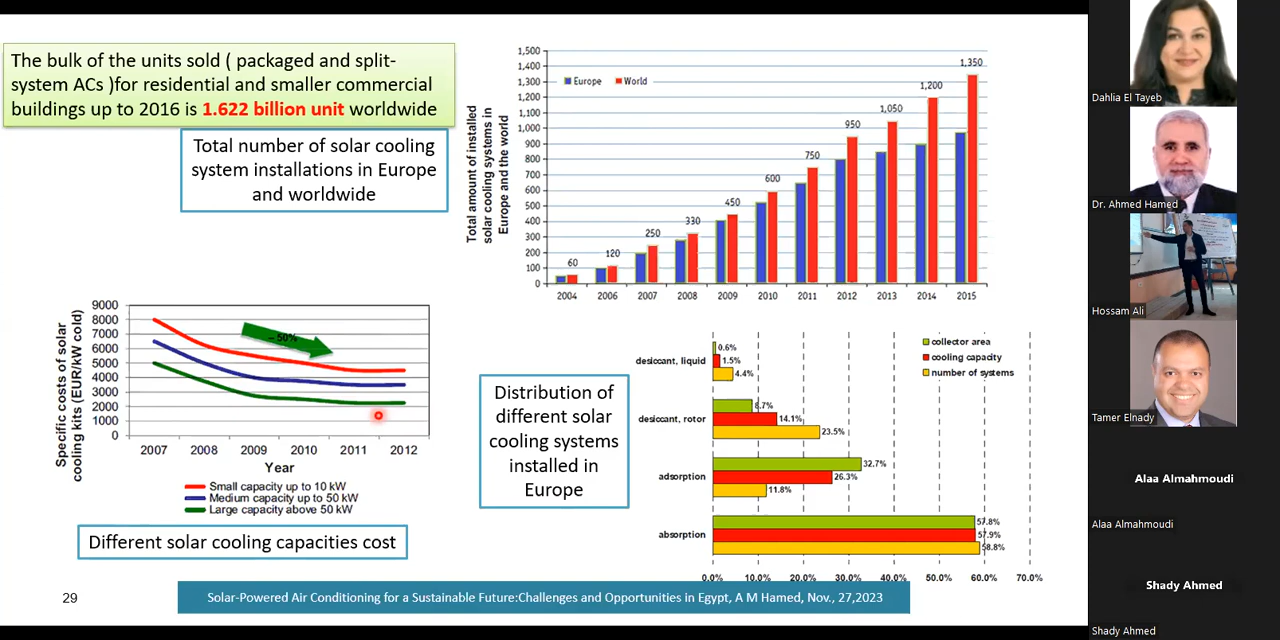 The bulk of the units sold ( packaged and split-
system ACs )for residential and smaller commercial
buildings up to 2016 is 1.622 billion unit worldwide
Total number of solar cooling
system installations in Europe
and worldwide
Total amount of installed
solar cooling systems in
Europe and the world
1,500
1,400
1,300
1,200
1,100
1,000
900
800
700
600
500
400
300
200
100
0
Europe World
60
120
250
330
450
600
750
950
1,050
1,200
1,350
2004 2006 2007 2008 2009 2010 2011 2012 2013 2014 2015
Specific costs of solar
cooling kits (EUR/kW cold)
9000
8000
7000
6000
5000
4000
3000
2000
1000
0
-50%
2007 2008 2009 2010 2011 2012
Year
Small capacity up to 10 kW
Medium capacity up to 50 kW
Large capacity above 50 kW
Different solar cooling capacities cost
Distribution of
different solar
cooling systems
installed in
Europe
collector area
cooling capacity
number of systems
desiccant, liquid
0.6%
1.5%
4.4%
desiccant, rotor
8.7%
14.1%
23.5%
adsorption
32.7%
26.3%
11.8%
absorption
57.8%
57.9%
58.8%
0.0% 10.0% 20.0% 30.0% 40.0% 50.0% 60.0% 70.0%
29
Solar-Powered Air Conditioning for a Sustainable Future:Challenges and Opportunities in Egypt, A M Hamed, Nov., 27,2023
Dahlia El Tayeb
Dr. Ahmed Hamed
Hossam Ali
Tamer Elnady
Alaa Almahmoudi
Alaa Almahmoudi
Shady Ahmed
Shady Ahmed